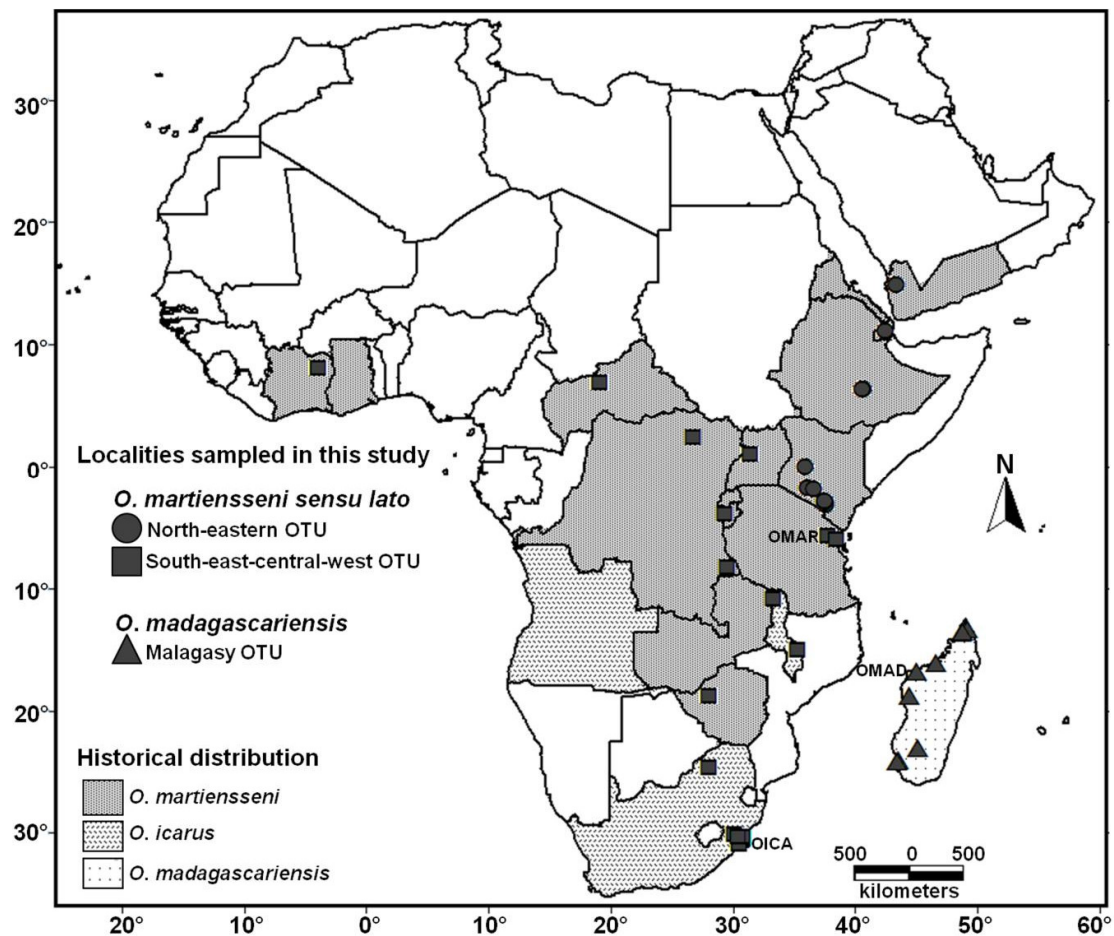 30°
20°
10°
0°
10°
20°
30°
Localities sampled in this study
O. martiensseni sensu lato
North-eastern OTU
South-east-central-west OTU
O. madagascariensis
Malagasy OTU
Historical distribution
O. martiensseni
O. icarus
O. madagascariensis
OMAR
OMAD
OICA
N
500 0 500
kilometers
20° 10° 0° 10° 20° 30° 40° 50° 60°